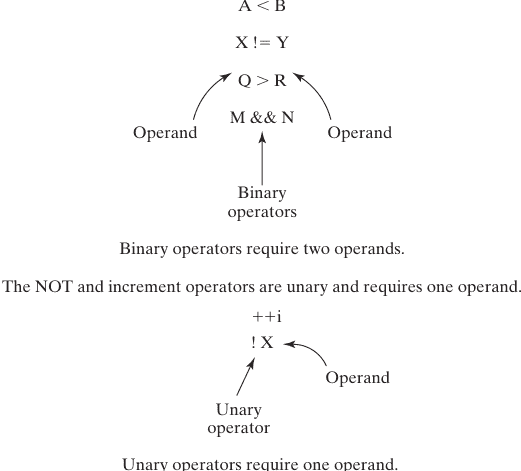 A < B
X != Y
Q > R
M && N
Operand
Operand
Binary
operators
Binary operators require two operands.
The NOT and increment operators are unary and requires one operand.
++i
! X
Operand
Unary
operator
Unary operators require one operand.